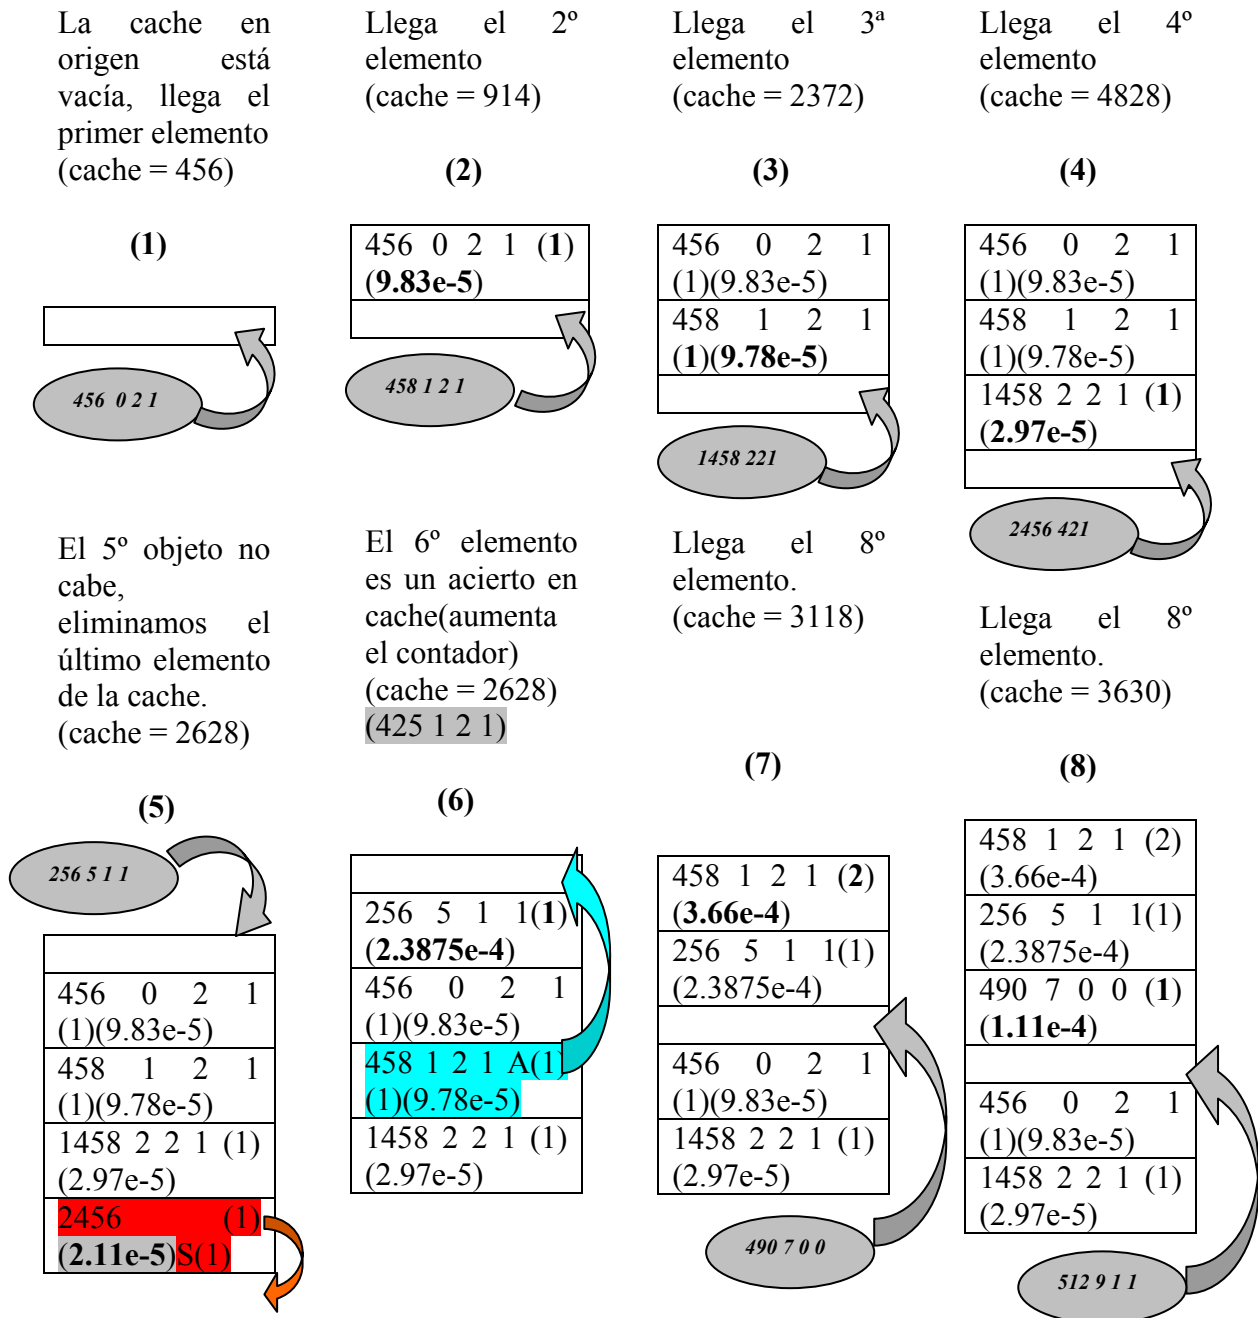 La cache en
origen está
vacía, llega el
primer elemento
(cache = 456)
(1)
456 0 2 1
Llega el 2º
elemento
(cache = 914)
(2)
456 0 2 1 (1)
(9.83e-5)
458 1 2 1
Llega el 3ª
elemento
(cache = 2372)
(3)
456 0 2 1
(1)(9.83e-5)
458 1 2 1
(1)(9.78e-5)
1458 221
Llega el 4º
elemento
(cache = 4828)
(4)
456 0 2 1
(1)(9.83e-5)
458 1 2 1
(1)(9.78e-5)
1458 2 2 1 (1)
(2.97e-5)
2456 421
El 5º objeto no
cabe,
eliminamos el
último elemento
de la cache.
(cache = 2628)
(5)
256 5 1 1
456 0 2 1
(1)(9.83e-5)
458 1 2 1
(1)(9.78e-5)
1458 2 2 1 (1)
(2.97e-5)
2456 (1)
(2.11e-5)S(1)
El 6º elemento
es un acierto en
cache(aumenta
el contador)
(cache = 2628)
(425 1 2 1)
(6)
256 5 1 1(1)
(2.3875e-4)
456 0 2 1
(1)(9.83e-5)
458 1 2 1 A(1)
(1)(9.78e-5)
1458 2 2 1 (1)
(2.97e-5)
Llega el 8º
elemento.
(cache = 3118)
(7)
458 1 2 1 (2)
(3.66e-4)
256 5 1 1(1)
(2.3875e-4)
456 0 2 1
(1)(9.83e-5)
1458 2 2 1 (1)
(2.97e-5)
490 7 0 0
Llega el 8º
elemento.
(cache = 3630)
(8)
458 1 2 1 (2)
(3.66e-4)
256 5 1 1(1)
(2.3875e-4)
490 7 0 0 (1)
(1.11e-4)
456 0 2 1
(1)(9.83e-5)
1458 2 2 1 (1)
(2.97e-5)
512 9 1 1